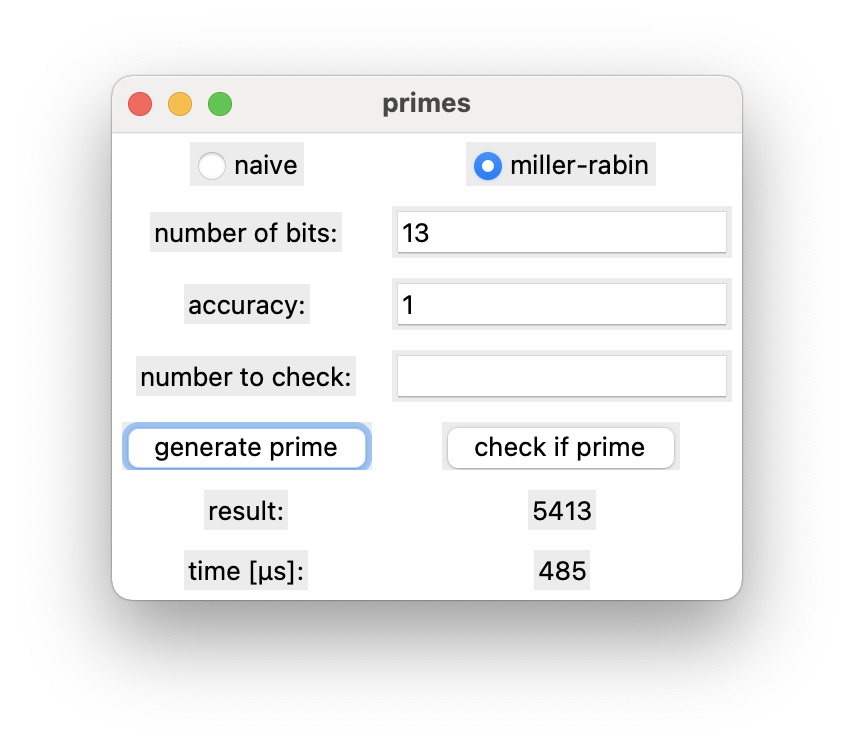 primes
naive miller-rabin
number of bits: 13
accuracy: 1
number to check:
generate prime check if prime
result: 5413
time [μs]: 485